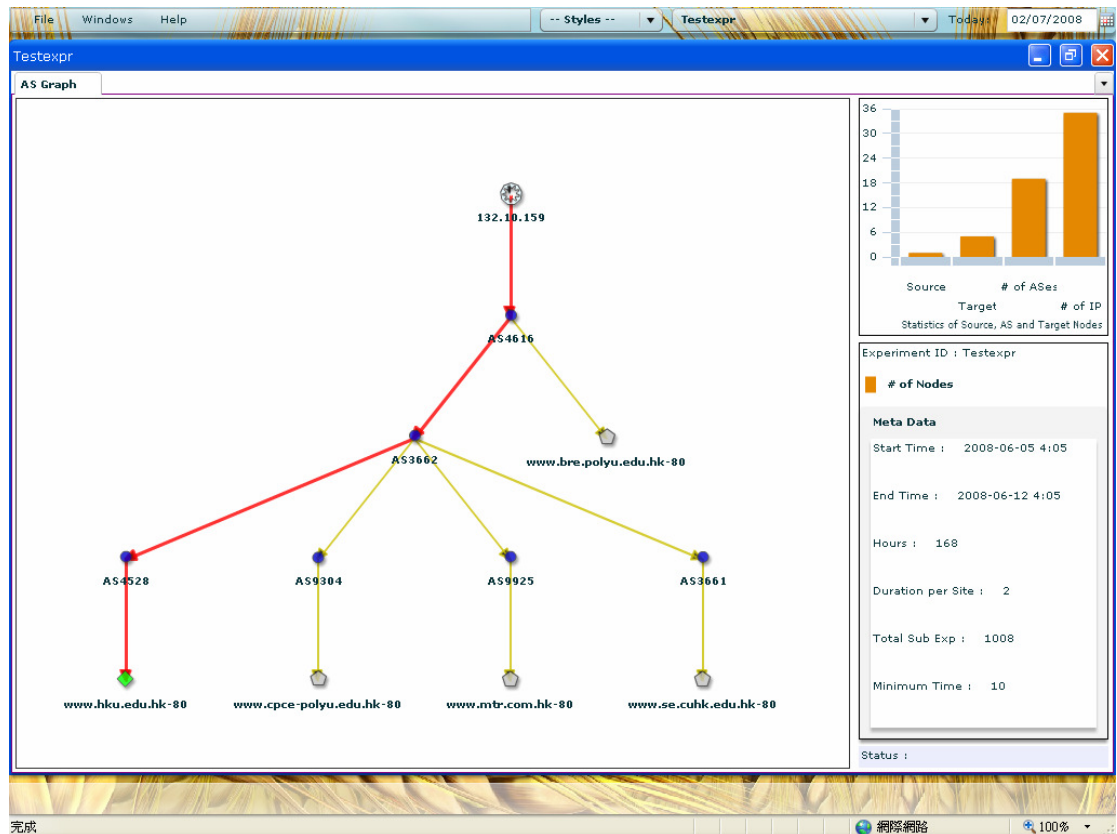 File Windows Help -- Styles -- Testexpr Today: 02/07/2008
Testexpr
AS Graph
132.10.159
AS4616
AS3662
www.bre.polyu.edu.hk-80
AS4528
AS9304
AS9925
AS3661
www.hku.edu.hk-80
www.cpce-polyu.edu.hk-80
www.mtr.com.hk-80
www.se.cuhk.edu.hk-80
36
30
24
18
12
6
0
Source # of ASes
Target # of IP
Statistics of Source, AS and Target Nodes
Experiment ID : Testexpr
# of Nodes
Meta Data
Start Time : 2008-06-05 4:05
End Time : 2008-06-12 4:05
Hours : 168
Duration per Site : 2
Total Sub Exp : 1008
Minimum Time : 10
Status :
完成 網際網路 100%